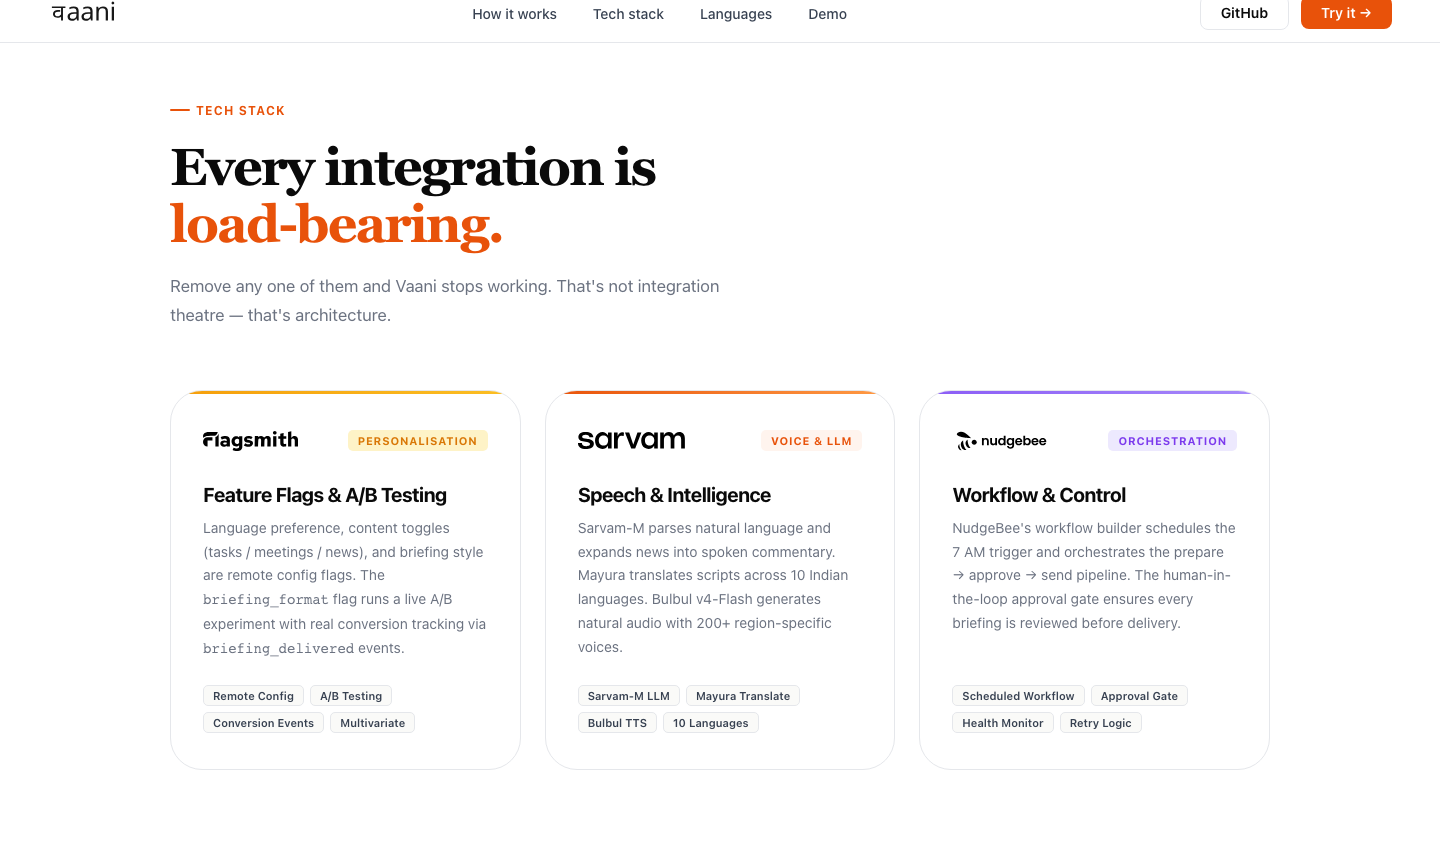 वaani
How it works
Tech stack
Languages
Demo
GitHub
Try it →
TECH STACK
Every integration is
load-bearing.
Remove any one of them and Vaani stops working. That's not integration
theatre — that's architecture.
flagsmith
PERSONALISATION
Feature Flags & A/B Testing
Language preference, content toggles
(tasks / meetings / news), and briefing style
are remote config flags. The
briefing_format flag runs a live A/B
experiment with real conversion tracking via
briefing_delivered events.
Remote Config
A/B Testing
Conversion Events
Multivariate
sarvam
VOICE & LLM
Speech & Intelligence
Sarvam-M parses natural language and
expands news into spoken commentary.
Mayura translates scripts across 10 Indian
languages. Bulbul v4-Flash generates
natural audio with 200+ region-specific
voices.
Sarvam-M LLM
Mayura Translate
Bulbul TTS
10 Languages
nudgebee
ORCHESTRATION
Workflow & Control
NudgeBee's workflow builder schedules the
7 AM trigger and orchestrates the prepare
→ approve → send pipeline. The human-in-
the-loop approval gate ensures every
briefing is reviewed before delivery.
Scheduled Workflow
Approval Gate
Health Monitor
Retry Logic